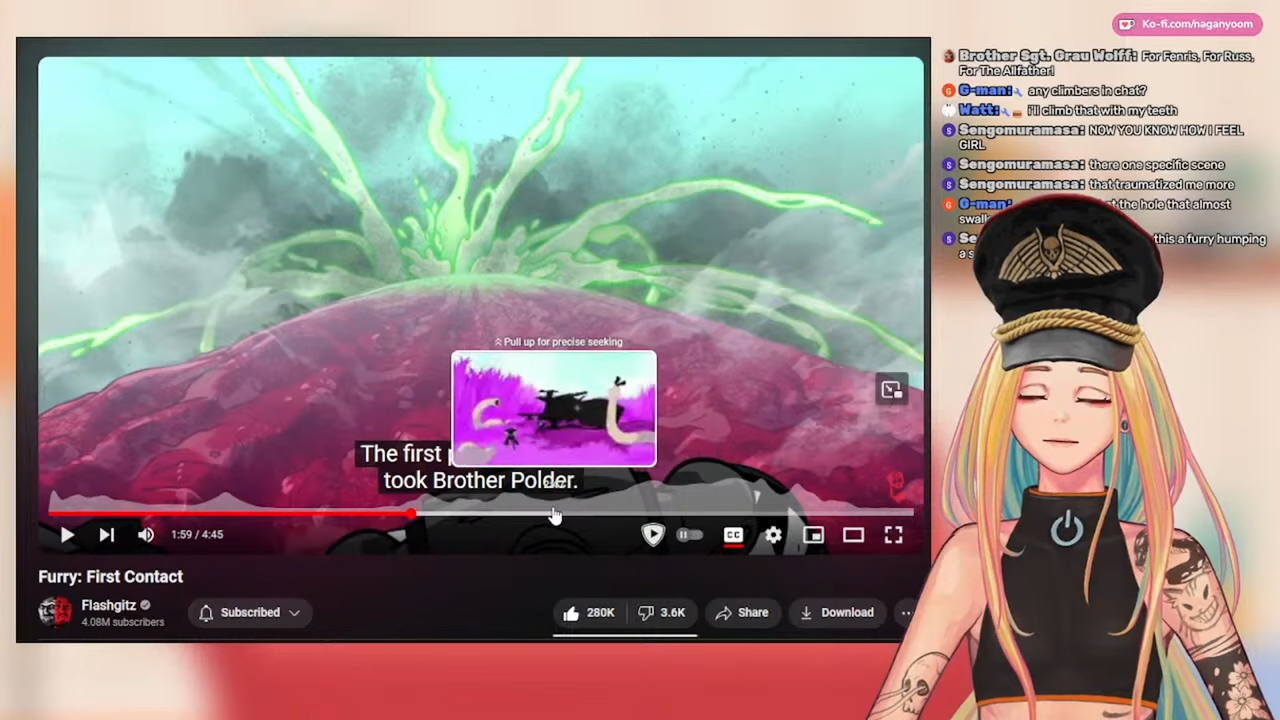 Ko-fi.com/naganyoom
Brother Sgt. Grau Wolff: For Fenris, For Russ,
For The Allfather!
G-man: any climbers in chat?
Watt: i'll climb that with my teeth
Sengomuramasa: NOW YOU KNOW HOW I FEEL
GIRL
Sengomuramasa: there one specific scene
Sengomuramasa: that traumatized me more
G-man: the hole that almost
swal
Se this a furry humping
a s
Pull up for precise seeking
The first
took Brother Polder.
1:59 / 4:45
CC
Furry: First Contact
Flashgitz
4.08M subscribers
Subscribed
280K
3.6K
Share
Download